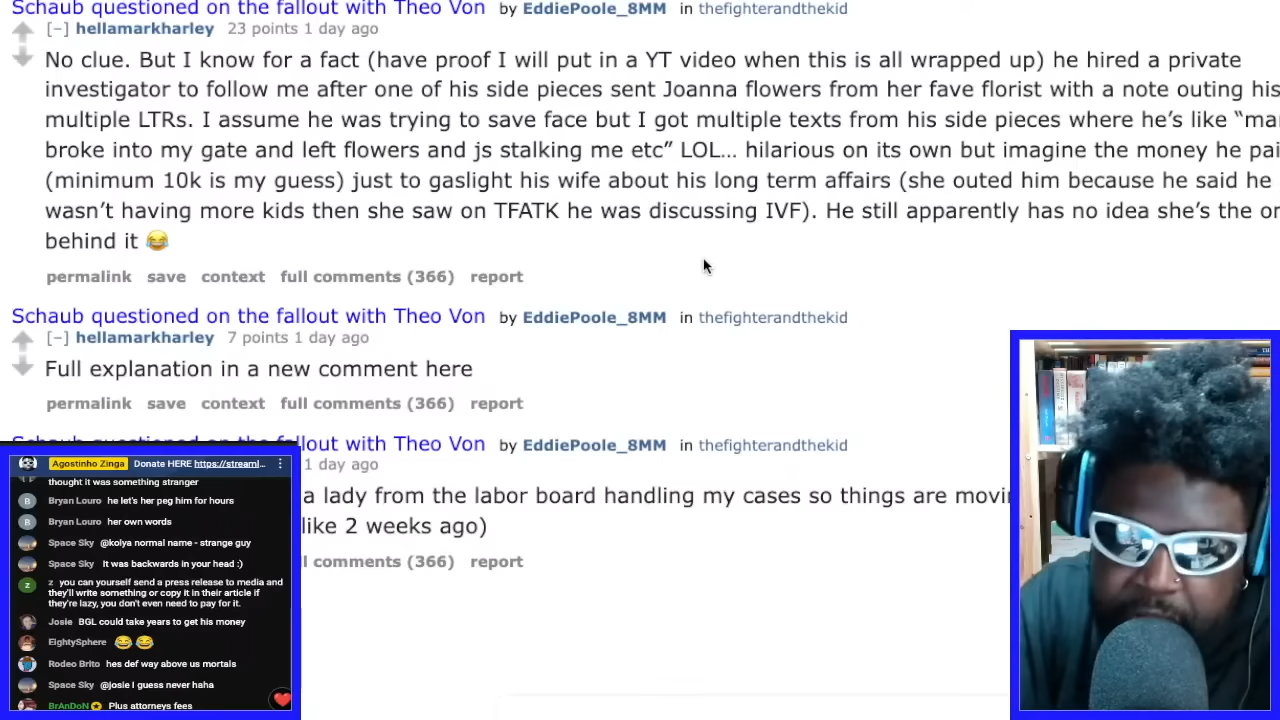 Schaub questioned on the fallout with Theo Von by EddiePoole_8MM in thefighterandthekid
[–] hellamarkharley 23 points 1 day ago
No clue. But I know for a fact (have proof I will put in a YT video when this is all wrapped up) he hired a private
investigator to follow me after one of his side pieces sent Joanna flowers from her fave florist with a note outing his
multiple LTRs. I assume he was trying to save face but I got multiple texts from his side pieces where he's like “mar
broke into my gate and left flowers and js stalking me etc” LOL… hilarious on its own but imagine the money he pai
(minimum 10k is my guess) just to gaslight his wife about his long term affairs (she outed him because he said he
wasn't having more kids then she saw on TFATK he was discussing IVF). He still apparently has no idea she's the or
behind it 😂
permalink save context full comments (366) report
Schaub questioned on the fallout with Theo Von by EddiePoole_8MM in thefighterandthekid
[–] hellamarkharley 7 points 1 day ago
Full explanation in a new comment here
permalink save context full comments (366) report
Schaub questioned on the fallout with Theo Von by EddiePoole_8MM in thefighterandthekid
1 day ago
a lady from the labor board handling my cases so things are movi
like 2 weeks ago)
l comments (366) report
Agostinho Zinga Donate HERE https://streaml...
thought it was something stranger
Bryan Louro he let's her peg him for hours
Bryan Louro her own words
Space Sky @kolya normal name - strange guy
Space Sky It was backwards in your head :)
z you can yourself send a press release to media and
they'll write something or copy it in their article if
they're lazy, you don't even need to pay for it.
Josie BGL could take years to get his money
EightySphere 😂 😂
Rodeo Brito hes def way above us mortals
Space Sky @josie I guess never haha
BrAnDoN Plus attorneys fees